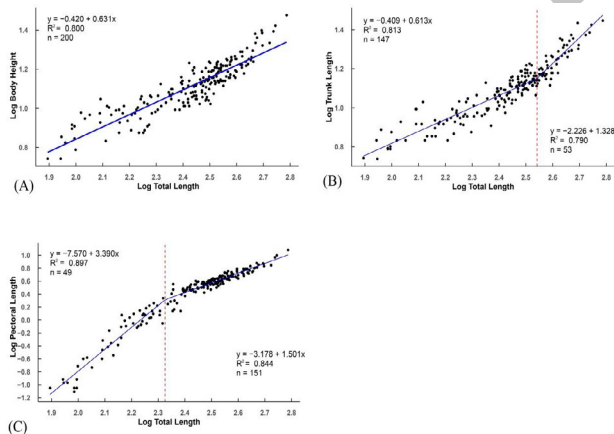 y = −0.420 + 0.631x
R² = 0.800
n = 200
1.4
1.2
1.0
0.8
Log Body Height
1.9 2.0 2.1 2.2 2.3 2.4 2.5 2.6 2.7 2.8
Log Total Length
(A)
y = −0.409 + 0.613x
R² = 0.813
n = 147
1.4
1.2
1.0
0.8
Log Trunk Length
y = −2.226 + 1.328
R² = 0.790
n = 53
1.9 2.0 2.1 2.2 2.3 2.4 2.5 2.6 2.7 2.8
Log Total Length
(B)
y = −7.570 + 3.390x
R² = 0.897
n = 49
1.0
0.8
0.6
0.4
0.2
0.0
−0.2
−0.4
−0.6
−0.8
−1.0
−1.2
Log Pectoral Length
y = −3.178 + 1.501x
R² = 0.844
n = 151
1.9 2.0 2.1 2.2 2.3 2.4 2.5 2.6 2.7 2.8
Log Total Length
(C)